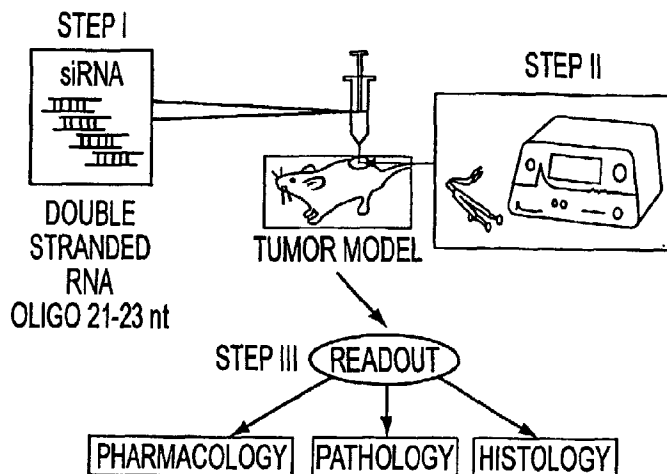 STEP I
siRNA
DOUBLE
STRANDED
RNA
OLIGO 21-23 nt
STEP II
TUMOR MODEL
STEP III
READOUT
PHARMACOLOGY
PATHOLOGY
HISTOLOGY